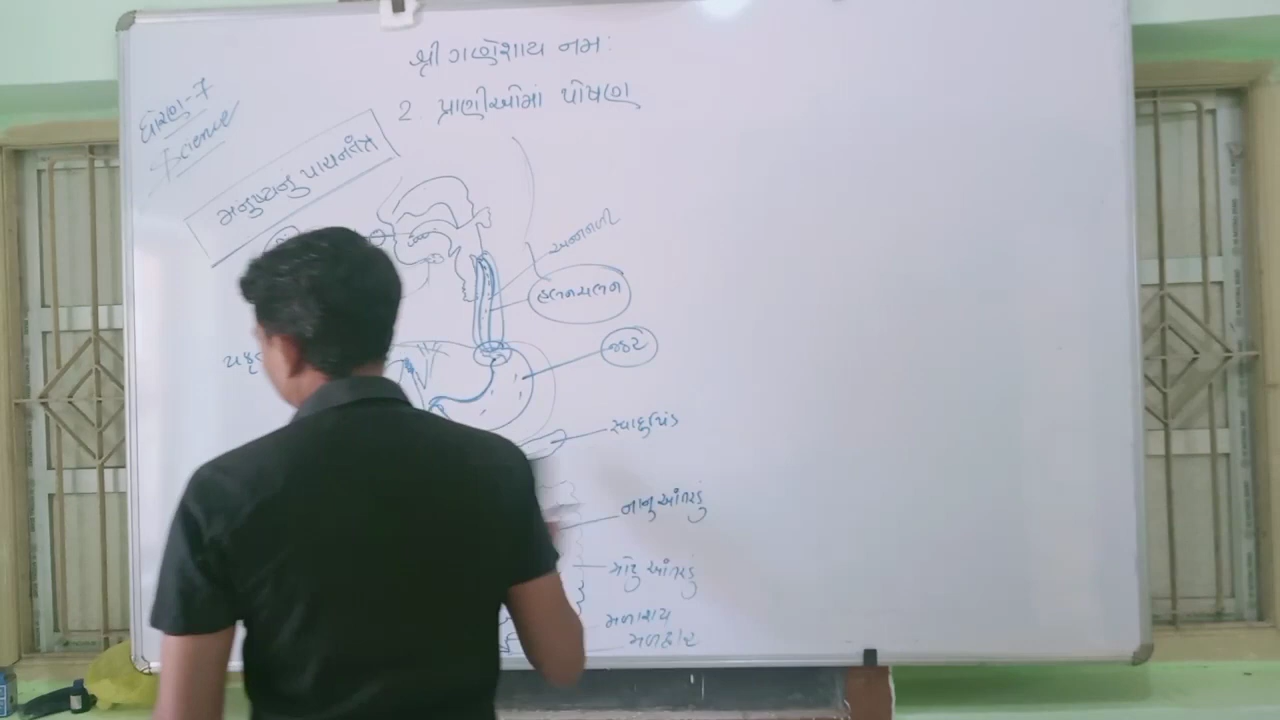 શ્રી ગણેશાય નમ:
2. પ્રાણીઓમાં પોષણ
ધોરણ-7
Science
મનુષ્યનુ પાચનતંત્ર
અન્નનળી
હલનચલન
જઠર
સ્વાદુપિંડ
નાનુ આંતરડું
મોટુ આંતરડું
મળાશય
મળદ્વાર